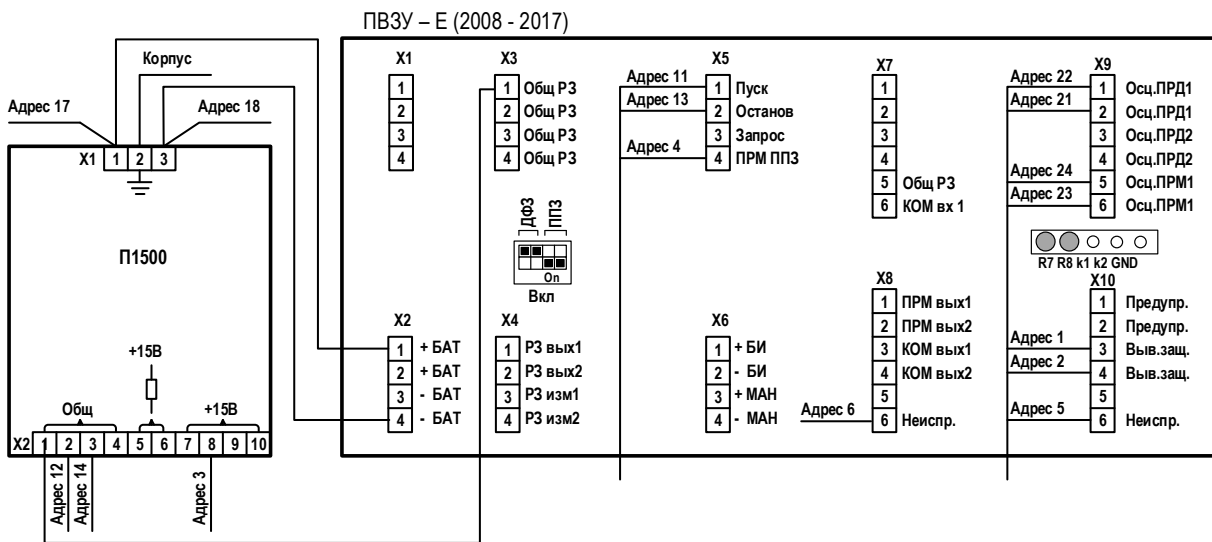 ПВЗУ – Е (2008 - 2017)
Корпус
Адрес 17
Адрес 18
X1 1 2 3
П1500
+15В
Общ
+15В
X2 1 2 3 4 5 6 7 8 9 10
Адрес 12
Адрес 14
Адрес 3
X1
1
2
3
4
X3
1 Общ РЗ
2 Общ РЗ
3 Общ РЗ
4 Общ РЗ
ДФЗ
ППЗ
On
Вкл
X2
1 + БАТ
2 + БАТ
3 - БАТ
4 - БАТ
X4
1 РЗ вых1
2 РЗ вых2
3 РЗ изм1
4 РЗ изм2
X5
Адрес 11 1 Пуск
Адрес 13 2 Останов
3 Запрос
Адрес 4 4 ПРМ ППЗ
X6
1 + БИ
2 - БИ
3 + МАН
4 - МАН
X7
1
2
3
4
5 Общ РЗ
6 КОМ вх 1
X8
1 ПРМ вых1
2 ПРМ вых2
3 КОМ вых1
4 КОМ вых2
5
Адрес 6 6 Неиспр.
X9
Адрес 22 1 Осц.ПРД1
Адрес 21 2 Осц.ПРД1
3 Осц.ПРД2
4 Осц.ПРД2
Адрес 24 5 Осц.ПРМ1
Адрес 23 6 Осц.ПРМ1
R7 R8 k1 k2 GND
X10
1 Предупр.
2 Предупр.
Адрес 1 3 Выв.защ.
Адрес 2 4 Выв.защ.
5
Адрес 5 6 Неиспр.